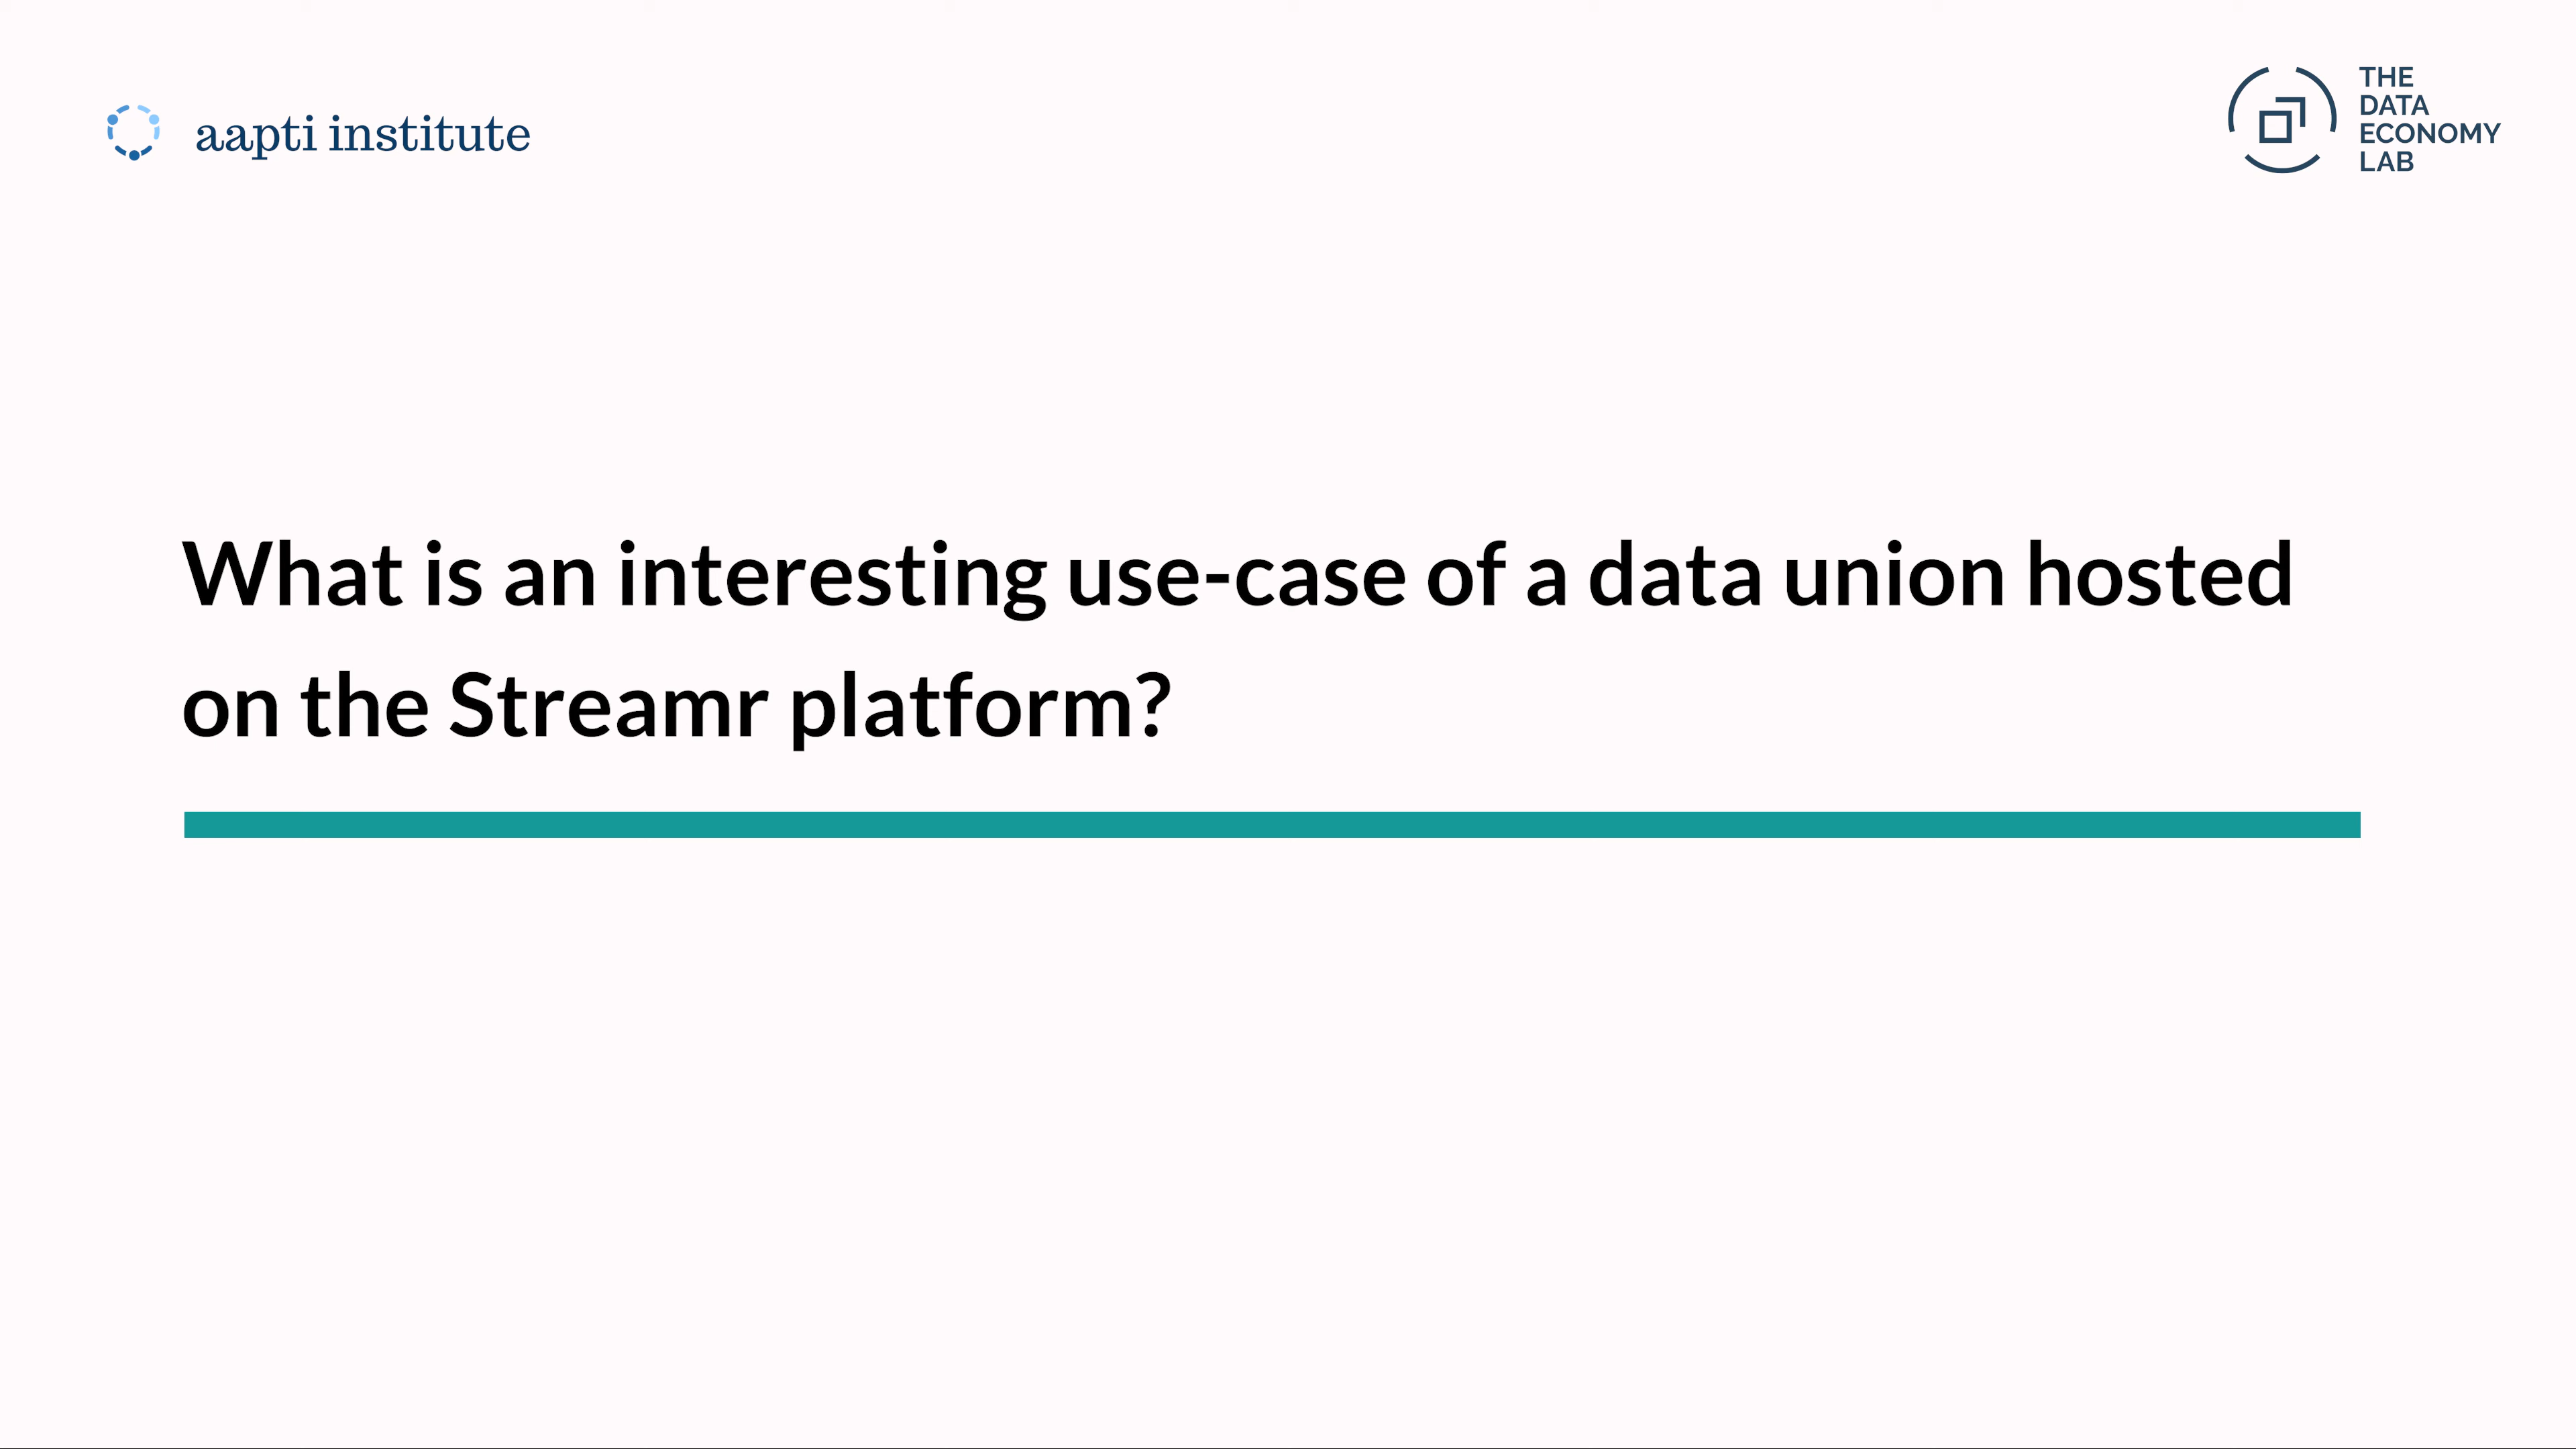 aapti institute
THE
DATA
ECONOMY
LAB
What is an interesting use-case of a data union hosted
on the Streamr platform?